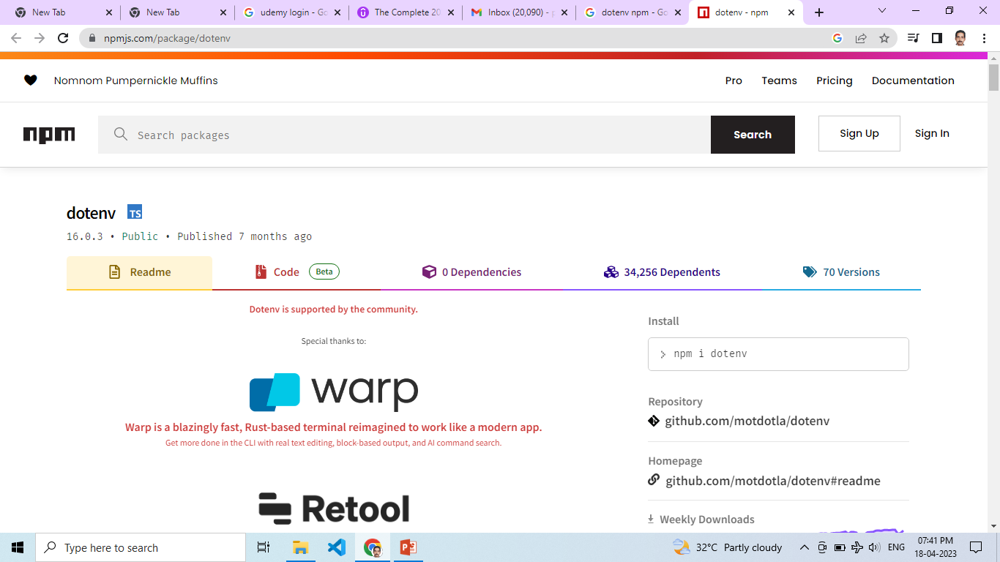 New Tab
New Tab
udemy login - Go
The Complete 20
Inbox (20,090) - p
dotenv npm - Go
dotenv - npm
npmjs.com/package/dotenv
Nomnom Pumpernickle Muffins
Pro
Teams
Pricing
Documentation
npm
Search packages
Search
Sign Up
Sign In
dotenv TS
16.0.3 • Public • Published 7 months ago
Readme
Code Beta
0 Dependencies
34,256 Dependents
70 Versions
Dotenv is supported by the community.
Special thanks to:
warp
Warp is a blazingly fast, Rust-based terminal reimagined to work like a modern app.
Get more done in the CLI with real text editing, block-based output, and AI command search.
Retool
Install
npm i dotenv
Repository
github.com/motdotla/dotenv
Homepage
github.com/motdotla/dotenv#readme
Weekly Downloads
Type here to search
32°C Partly cloudy
ENG
07:41 PM
18-04-2023